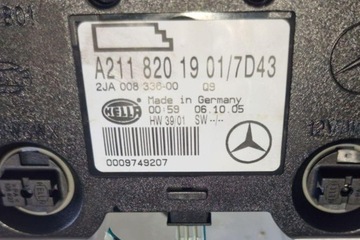 A211 820 19 01/7D43
2JA 008 336-00 Q9
Made in Germany
00:59 06.10.05
HELLA
HW 39/01 SW --/--
0009749207